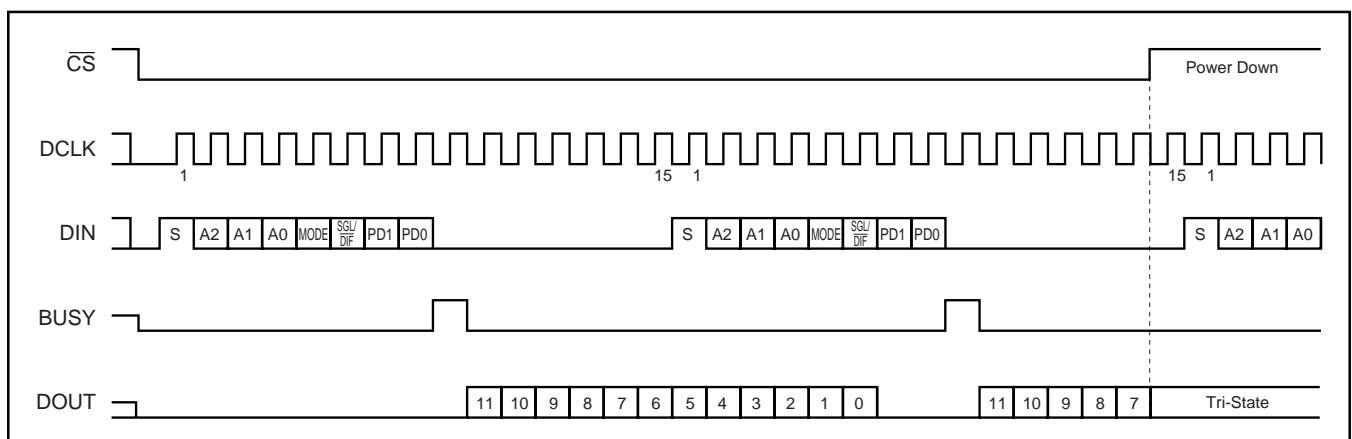 CS Power Down
DCLK
1 15 1 15 1
DIN S A2 A1 A0 MODE SGL/DIF PD1 PD0 S A2 A1 A0 MODE SGL/DIF PD1 PD0 S A2 A1 A0
BUSY
DOUT 11 10 9 8 7 6 5 4 3 2 1 0 11 10 9 8 7 Tri-State